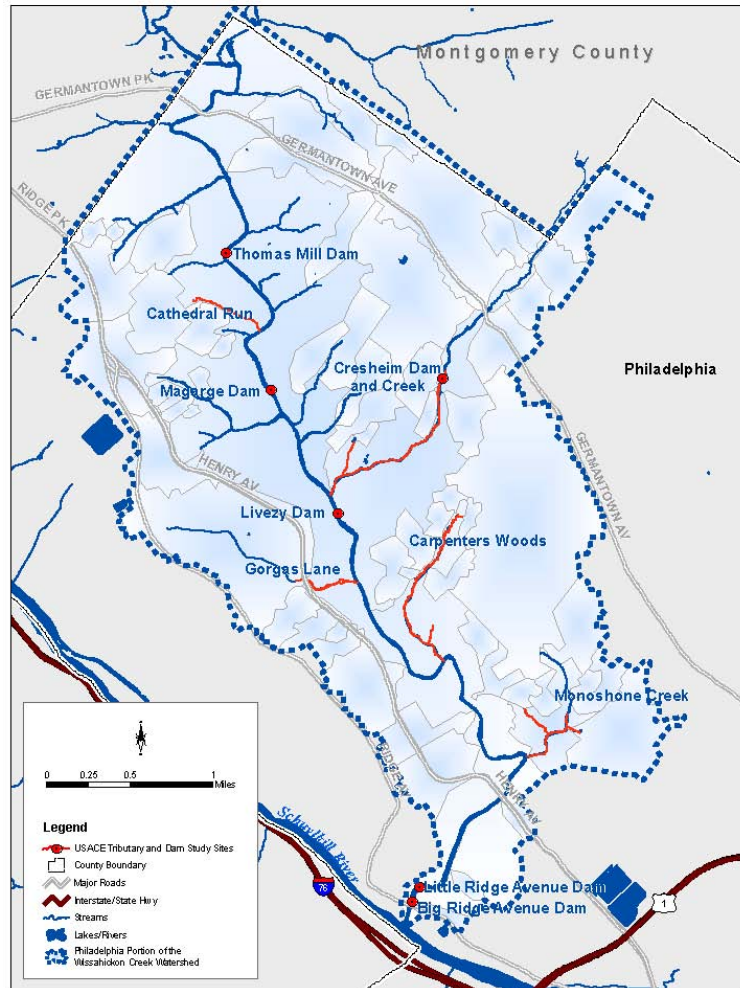 Montgomery County
GERMANTOWN PK
GERMANTOWN AVE
RIDGE PK
Thomas Mill Dam
Cathedral Run
Cresheim Dam
and Creek
Philadelphia
Magarge Dam
GERMANTOWN AV
HENRY AV
Livezy Dam
Carpenters Woods
Gorgas Lane
Monoshone Creek
RIDGE AV
HENRY AV
Schuylkill River
76
Little Ridge Avenue Dam
Big Ridge Avenue Dam
1
0 0.25 0.5 1
Miles
Legend
USACE Tributary and Dam Study Sites
County Boundary
Major Roads
Interstate/State Hwy
Streams
Lakes/Rivers
Philadelphia Portion of the
Wissahickon Creek Watershed